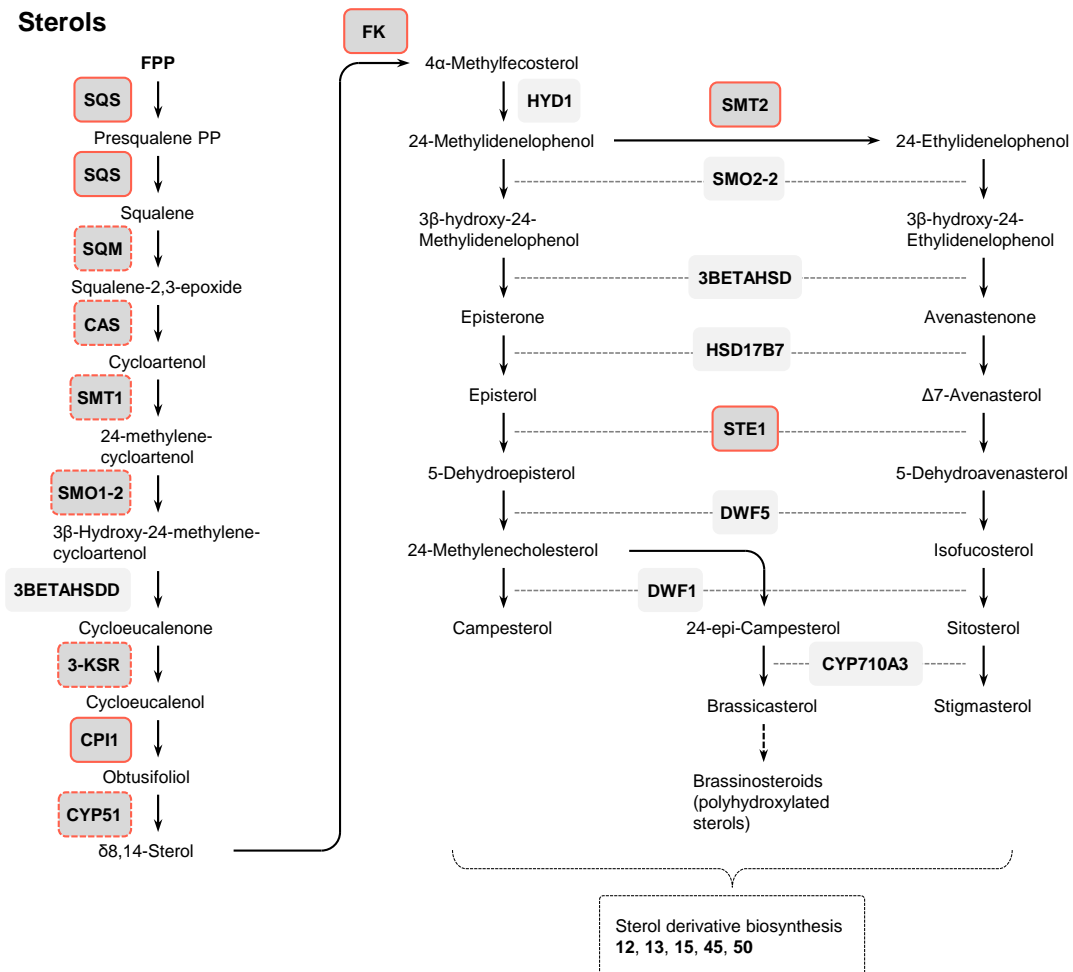 Sterols
FPP
SQS
Presqualene PP
SQS
Squalene
SQM
Squalene-2,3-epoxide
CAS
Cycloartenol
SMT1
24-methylene-
cycloartenol
SMO1-2
3β-Hydroxy-24-methylene-
cycloartenol
3BETAHSDD
Cycloeucalenone
3-KSR
Cycloeucalenol
CPI1
Obtusifoliol
CYP51
δ8,14-Sterol
FK
4α-Methylfecosterol
HYD1
SMT2
24-Methylidenelophenol
24-Ethylidenelophenol
SMO2-2
3β-hydroxy-24-
Methylidenelophenol
3β-hydroxy-24-
Ethylidenelophenol
3BETAHSD
Episterone
Avenastenone
HSD17B7
Episterol
Δ7-Avenasterol
STE1
5-Dehydroepisterol
5-Dehydroavenasterol
DWF5
24-Methylenecholesterol
Isofucosterol
DWF1
Campesterol
24-epi-Campesterol
Sitosterol
CYP710A3
Brassicasterol
Stigmasterol
Brassinosteroids
(polyhydroxylated
sterols)
Sterol derivative biosynthesis
12, 13, 15, 45, 50